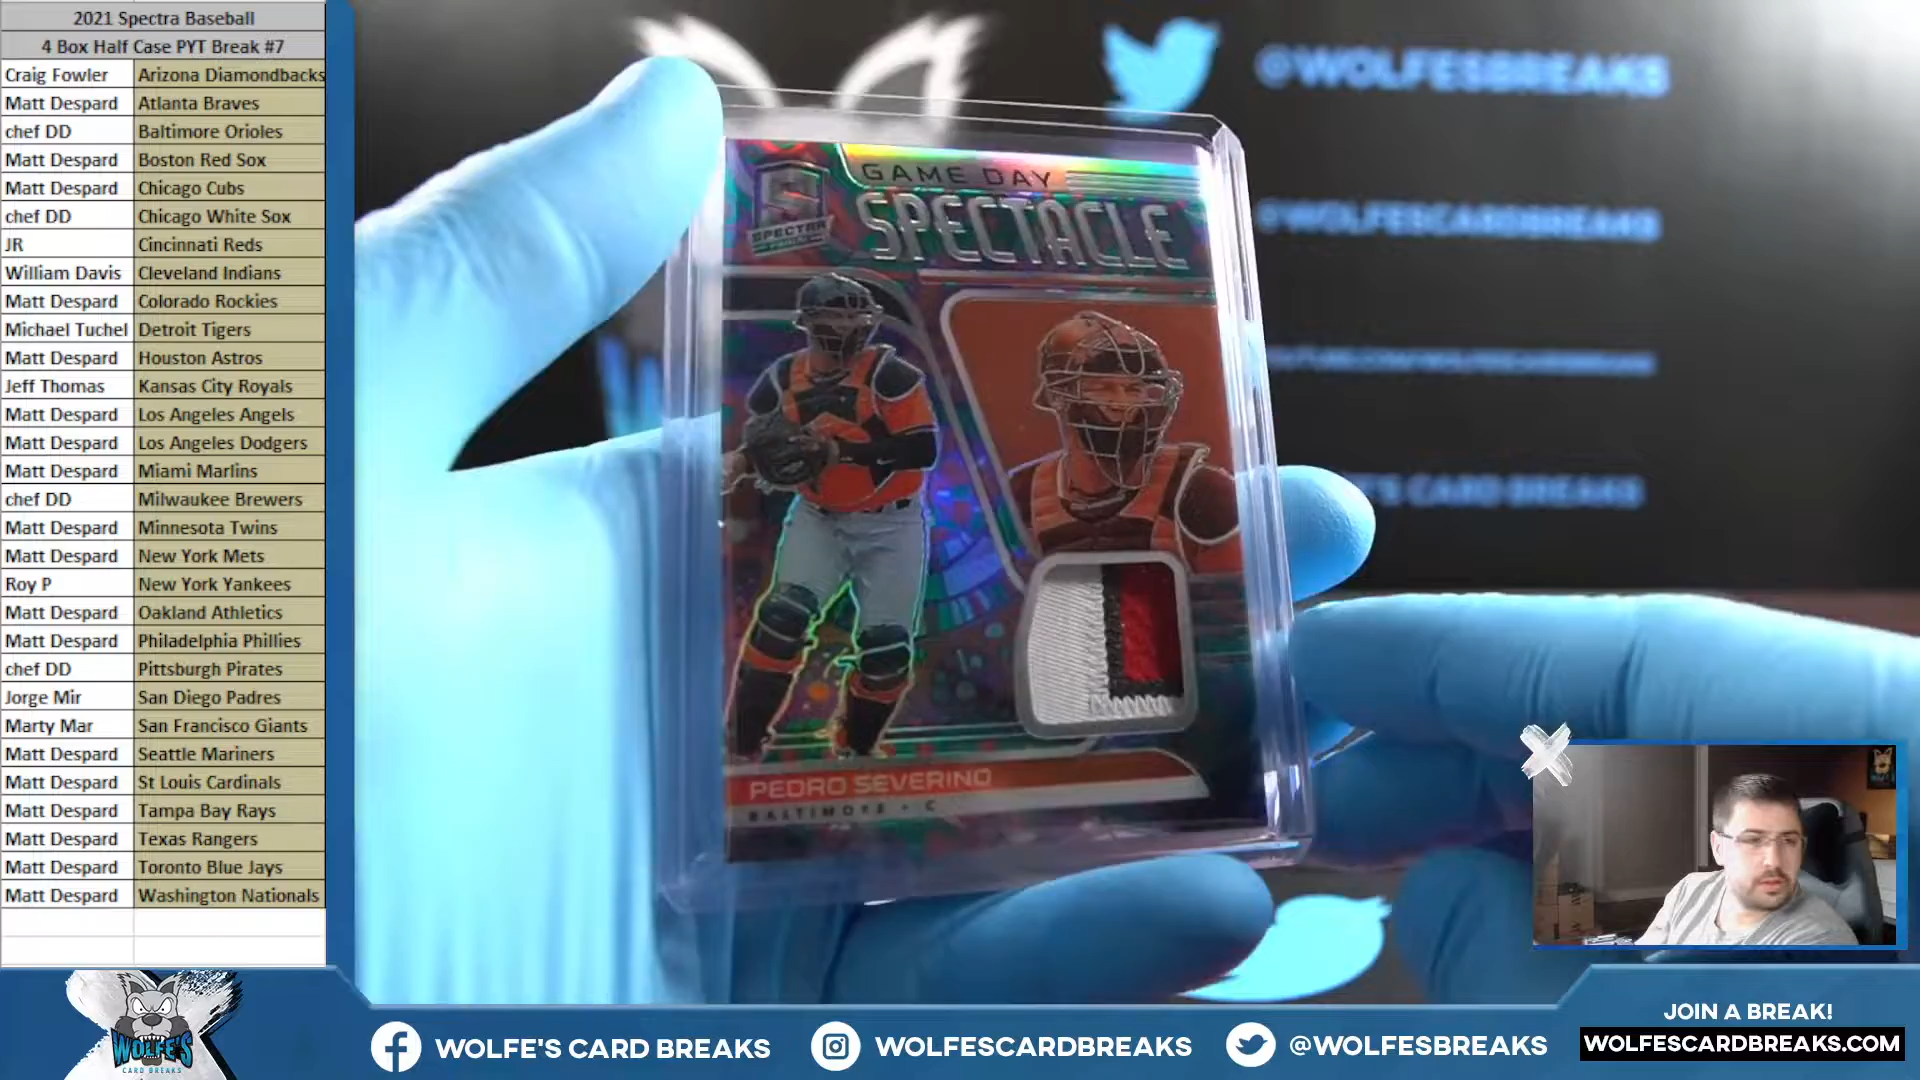 2021 Spectra Baseball
4 Box Half Case PYT Break #7
Craig Fowler Arizona Diamondbacks
Matt Despard Atlanta Braves
chef DD Baltimore Orioles
Matt Despard Boston Red Sox
Matt Despard Chicago Cubs
chef DD Chicago White Sox
JR Cincinnati Reds
William Davis Cleveland Indians
Matt Despard Colorado Rockies
Michael Tuchel Detroit Tigers
Matt Despard Houston Astros
Jeff Thomas Kansas City Royals
Matt Despard Los Angeles Angels
Matt Despard Los Angeles Dodgers
Matt Despard Miami Marlins
chef DD Milwaukee Brewers
Matt Despard Minnesota Twins
Matt Despard New York Mets
Roy P New York Yankees
Matt Despard Oakland Athletics
Matt Despard Philadelphia Phillies
chef DD Pittsburgh Pirates
Jorge Mir San Diego Padres
Marty Mar San Francisco Giants
Matt Despard Seattle Mariners
Matt Despard St Louis Cardinals
Matt Despard Tampa Bay Rays
Matt Despard Texas Rangers
Matt Despard Toronto Blue Jays
Matt Despard Washington Nationals
@WOLFESBREAKS
@WOLFESCARDBREAKS
'S CARD BREAKS
GAME DAY
SPECTACLE
S
SPECTRA
PEDRO SEVERINO
BALTIMORE • C
WOLFE'S
CARD BREAKS
WOLFE'S CARD BREAKS
WOLFESCARDBREAKS
@WOLFESBREAKS
JOIN A BREAK!
WOLFESCARDBREAKS.COM